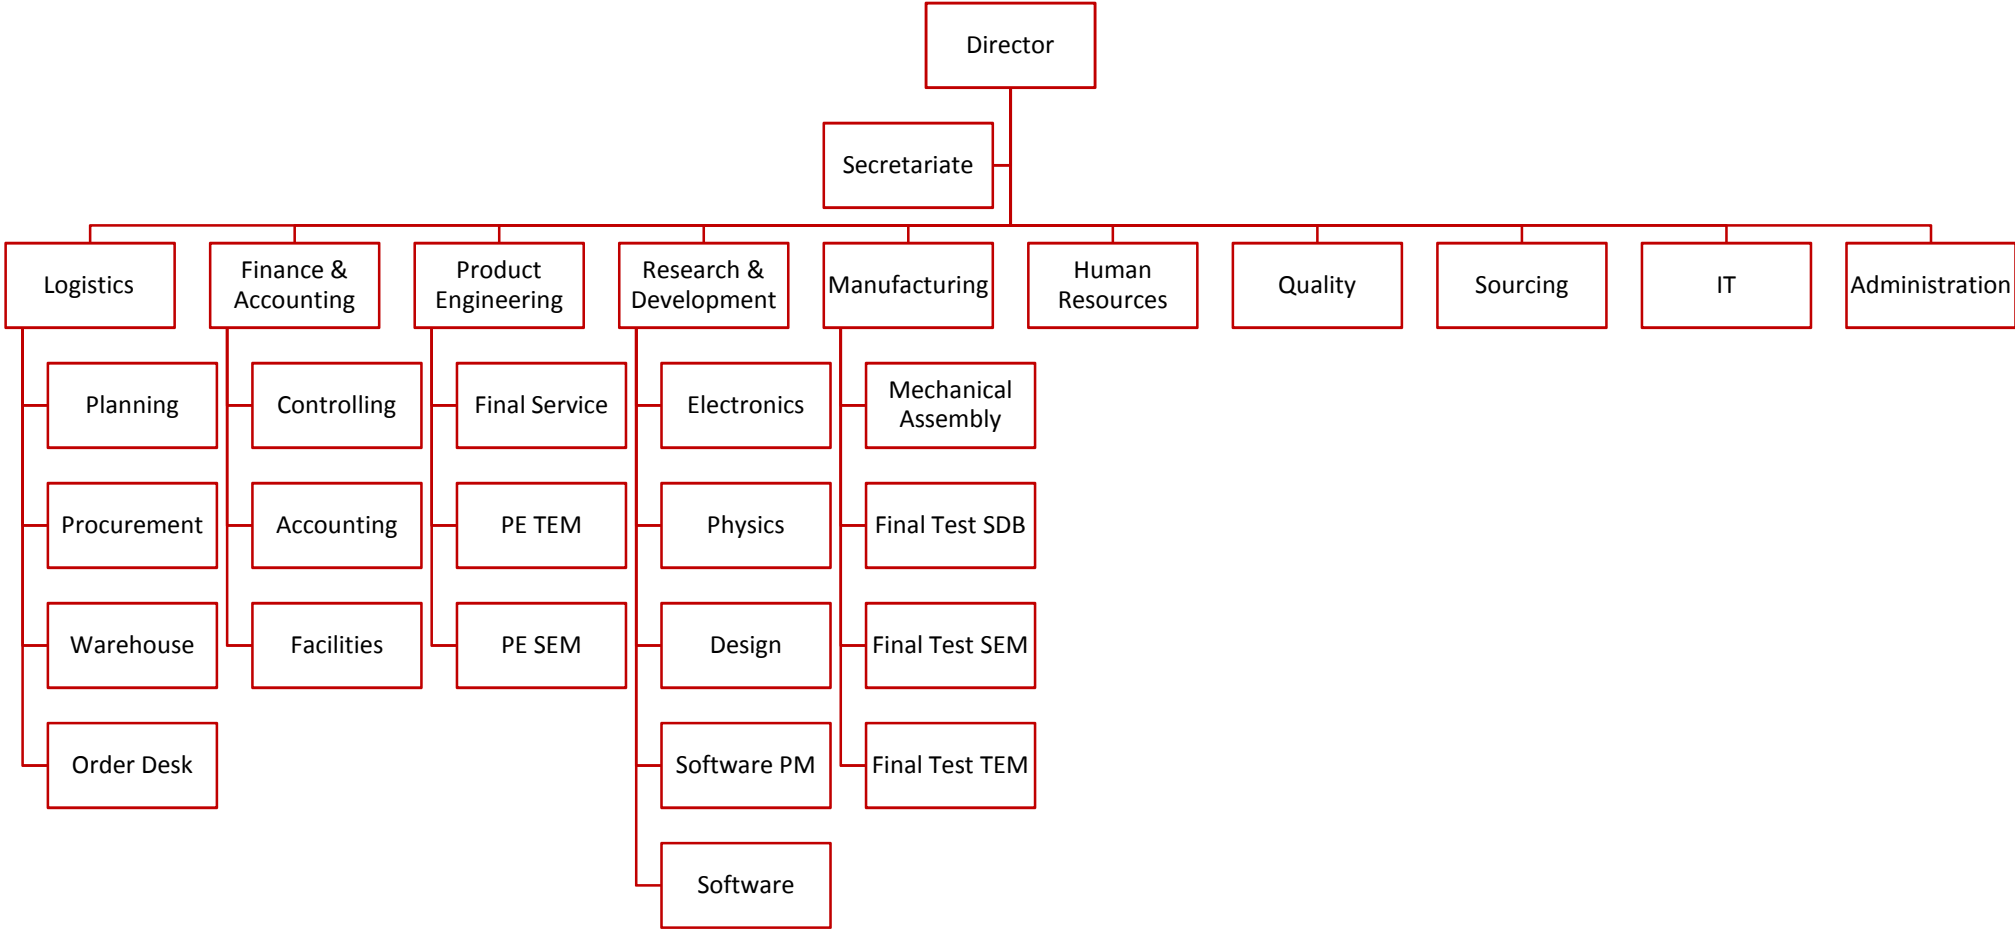 Director
Secretariate
Logistics
Finance &
Accounting
Product
Engineering
Research &
Development
Manufacturing
Human
Resources
Quality
Sourcing
IT
Administration
Planning
Controlling
Final Service
Electronics
Mechanical
Assembly
Procurement
Accounting
PE TEM
Physics
Final Test SDB
Warehouse
Facilities
PE SEM
Design
Final Test SEM
Order Desk
Software PM
Final Test TEM
Software